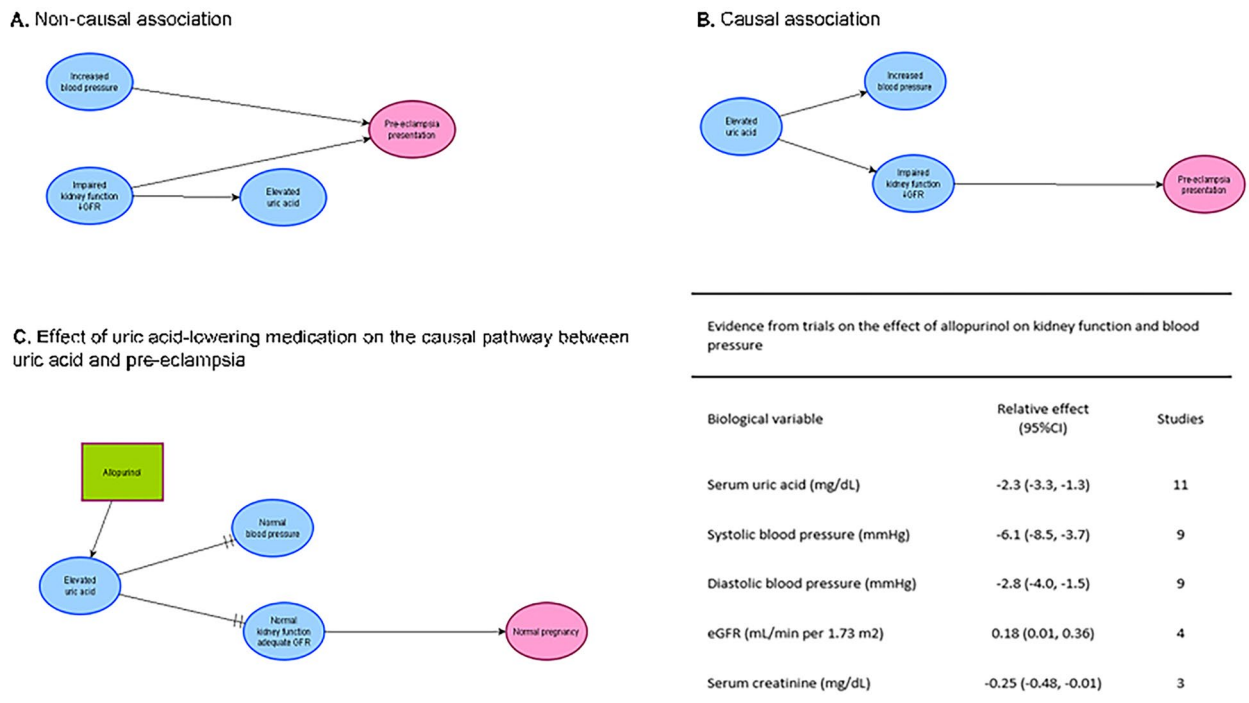 A. Non-causal association
Increased
blood pressure
Pre-eclampsia
presentation
Impaired
kidney function
↓GFR
Elevated
uric acid
B. Causal association
Increased
blood pressure
Elevated
uric acid
Impaired
kidney function
↓GFR
Pre-eclampsia
presentation
C. Effect of uric acid-lowering medication on the causal pathway between
uric acid and pre-eclampsia
Allopurinol
Normal
blood pressure
Elevated
uric acid
Normal
kidney function
adequate GFR
Normal pregnancy
Evidence from trials on the effect of allopurinol on kidney function and blood
pressure
Biological variable
Relative effect
(95%CI)
Studies
Serum uric acid (mg/dL) -2.3 (-3.3, -1.3) 11
Systolic blood pressure (mmHg) -6.1 (-8.5, -3.7) 9
Diastolic blood pressure (mmHg) -2.8 (-4.0, -1.5) 9
eGFR (mL/min per 1.73 m2) 0.18 (0.01, 0.36) 4
Serum creatinine (mg/dL) -0.25 (-0.48, -0.01) 3